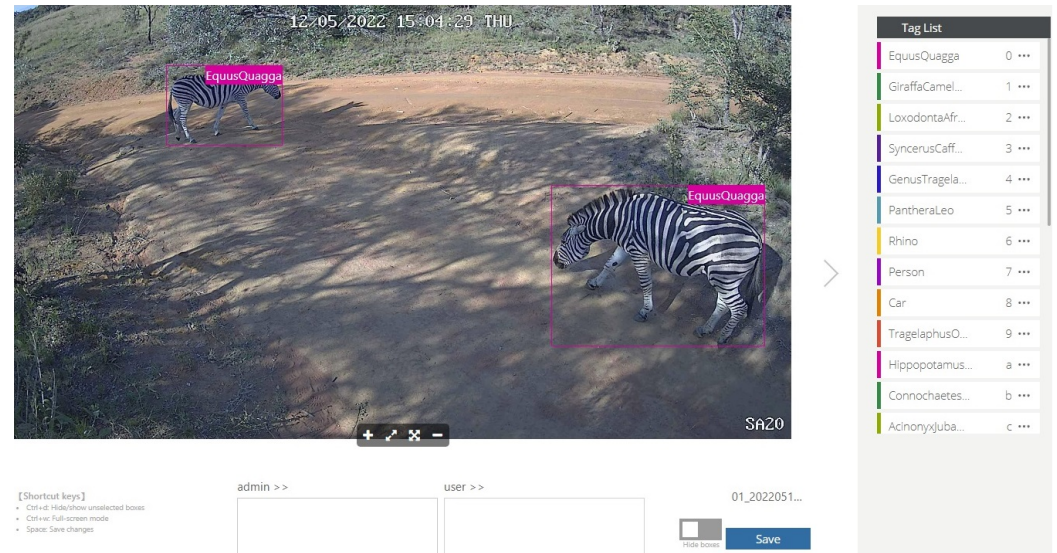 12/05/2022 15:04:29 THU
EquusQuagga
EquusQuagga
SA20
Tag List
EquusQuagga 0 •••
GiraffaCamel... 1 •••
LoxodontaAfr... 2 •••
SyncerusCaff... 3 •••
GenusTragela... 4 •••
PantheraLeo 5 •••
Rhino 6 •••
Person 7 •••
Car 8 •••
TragelaphusO... 9 •••
Hippopotamus... a •••
Connochaetes... b •••
AcinonyxJuba... c •••
[Shortcut keys]
• Ctrl+d: Hide/show unselected boxes
• Ctrl+w: Full-screen mode
• Space: Save changes
admin >>
user >>
01_2022051...
Hide boxes
Save